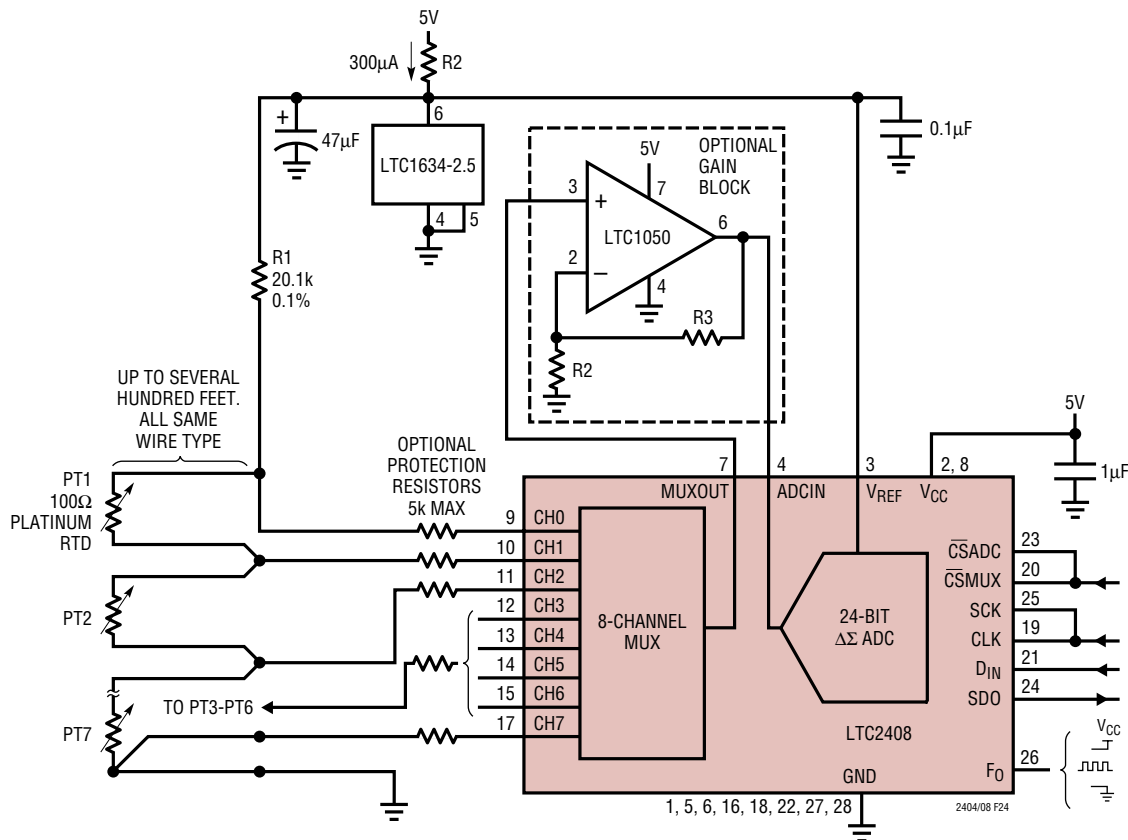 5V
300µA
R2
6
+
47µF
LTC1634-2.5
4
5
0.1µF
OPTIONAL
GAIN
BLOCK
5V
7
3
+
LTC1050
6
2
–
4
R3
R2
R1
20.1k
0.1%
UP TO SEVERAL
HUNDRED FEET.
ALL SAME
WIRE TYPE
OPTIONAL
PROTECTION
RESISTORS
5k MAX
PT1
100Ω
PLATINUM
RTD
PT2
PT7
TO PT3-PT6
5V
1µF
7
4
3
2, 8
MUXOUT
ADCIN
VREF
VCC
9
CH0
10
CH1
11
CH2
12
CH3
13
CH4
14
CH5
15
CH6
17
CH7
8-CHANNEL
MUX
24-BIT
ΔΣ ADC
C̅S̅ADC
23
C̅S̅MUX
20
SCK
25
CLK
19
DIN
21
SDO
24
LTC2408
FO
26
VCC
GND
1, 5, 6, 16, 18, 22, 27, 28
2404/08 F24